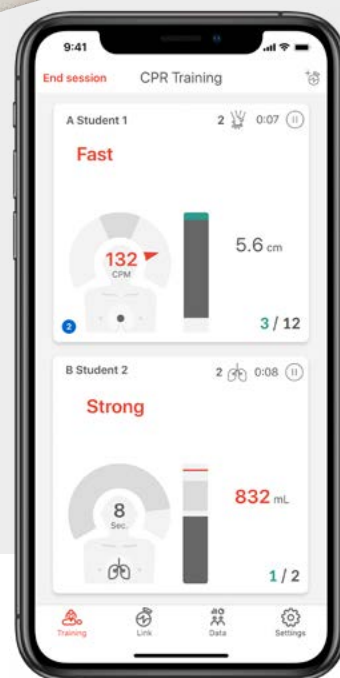 9:41
End session CPR Training
A Student 1 2 0:07
Fast
132
CPM
5.6 cm
2
3 / 12
B Student 2 2 0:08
Strong
8
Sec.
832 mL
1 / 2
Training Link Data Settings